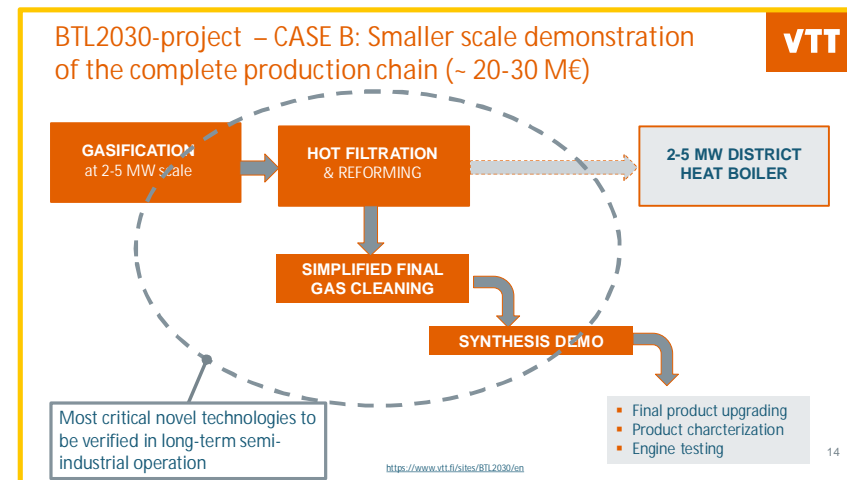 BTL2030-project – CASE B: Smaller scale demonstration
of the complete production chain (~ 20-30 M€)
VTT
GASIFICATION
at 2-5 MW scale
HOT FILTRATION
& REFORMING
2-5 MW DISTRICT
HEAT BOILER
SIMPLIFIED FINAL
GAS CLEANING
SYNTHESIS DEMO
Most critical novel technologies to
be verified in long-term semi-
industrial operation
▪ Final product upgrading
▪ Product charcterization
▪ Engine testing
https://www.vtt.fi/sites/BTL2030/en
14